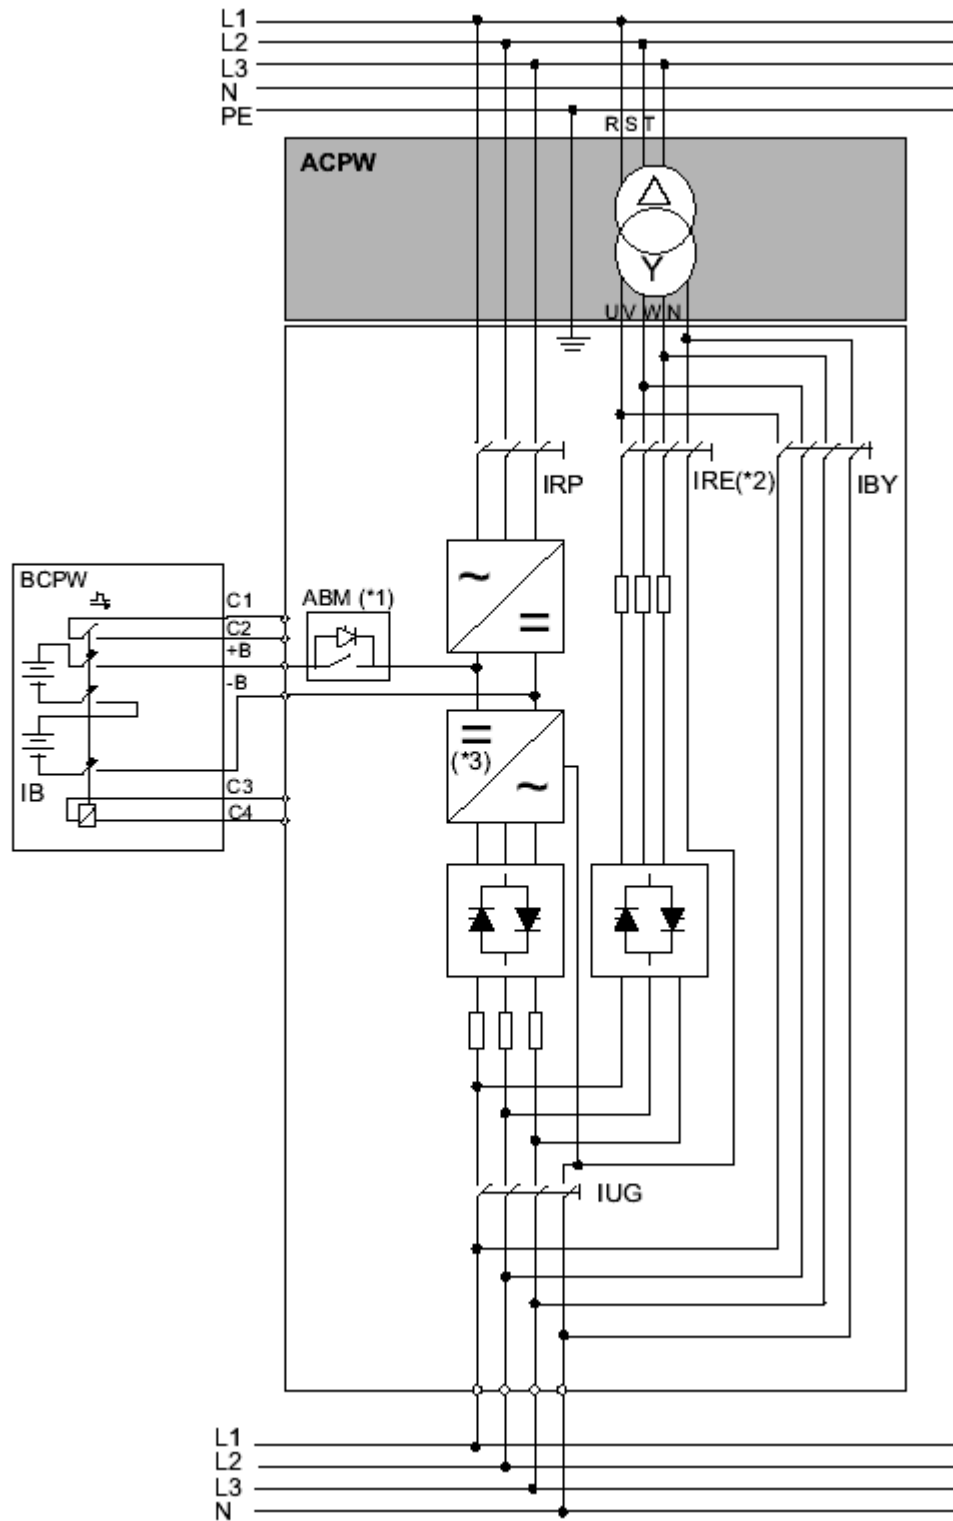 L1
L2
L3
N
PE
R S T
ACPW
Y
U V W N
IRP
IRE(*2)
IBY
BCPW
C1
ABM (*1)
C2
+B
-B
(*3)
IB
C3
C4
IUG
L1
L2
L3
N